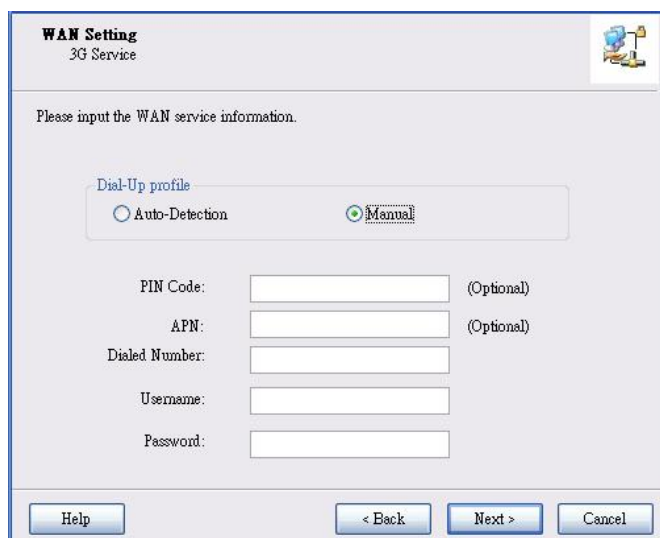 WAN Setting
3G Service
Please input the WAN service information.
Dial-Up profile
Auto-Detection Manual
PIN Code: (Optional)
APN: (Optional)
Dialed Number:
Username:
Password:
Help < Back Next > Cancel